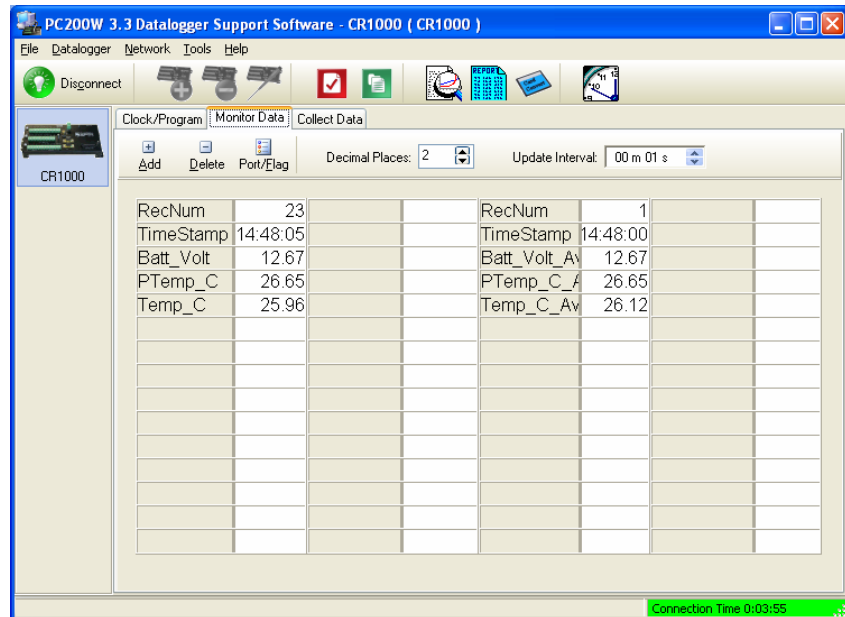 PC200W 3.3 Datalogger Support Software - CR1000 ( CR1000 )
File Datalogger Network Tools Help
Disconnect
Clock/Program Monitor Data Collect Data
Add Delete Port/Flag Decimal Places: 2 Update Interval: 00 m 01 s
CR1000
RecNum 23 RecNum 1
TimeStamp 14:48:05 TimeStamp 14:48:00
Batt_Volt 12.67 Batt_Volt_Av 12.67
PTemp_C 26.65 PTemp_C_A 26.65
Temp_C 25.96 Temp_C_Av 26.12
Connection Time 0:03:55